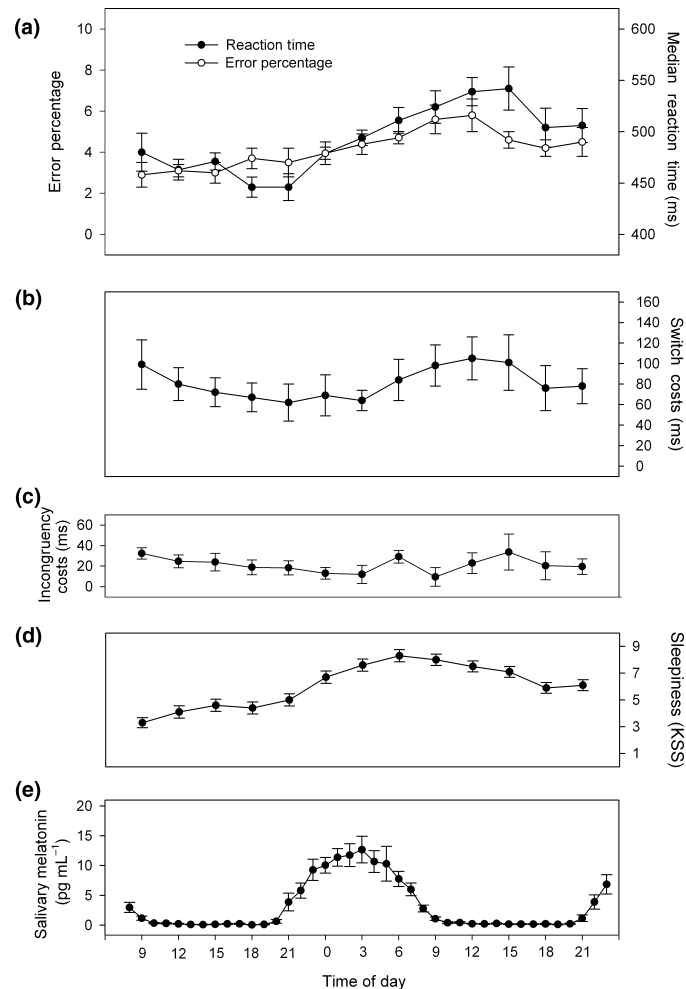 (a)
10
8
6
4
2
0
Error percentage
Reaction time
Error percentage
600
550
500
450
400
Median reaction time (ms)
(b)
160
140
120
100
80
60
40
20
0
Switch costs (ms)
(c)
60
40
20
0
Incongruency
costs (ms)
(d)
9
7
5
3
1
Sleepiness (KSS)
(e)
20
15
10
5
0
Salivary melatonin
(pg mL⁻¹)
9 12 15 18 21 0 3 6 9 12 15 18 21
Time of day